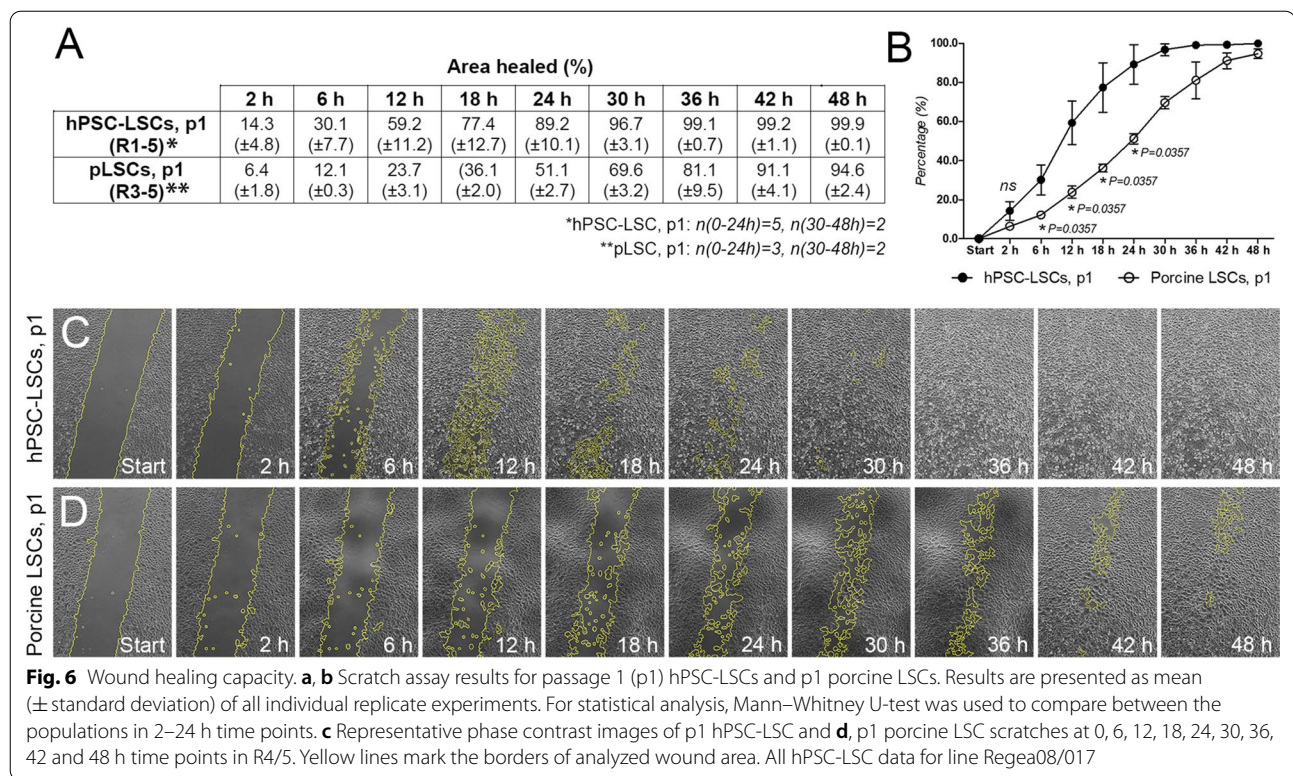 A
Area healed (%)
2 h 6 h 12 h 18 h 24 h 30 h 36 h 42 h 48 h
hPSC-LSCs, p1 (R1-5)* 14.3 (±4.8) 30.1 (±7.7) 59.2 (±11.2) 77.4 (±12.7) 89.2 (±10.1) 96.7 (±3.1) 99.1 (±0.7) 99.2 (±1.1) 99.9 (±0.1)
pLSCs, p1 (R3-5)** 6.4 (±1.8) 12.1 (±0.3) 23.7 (±3.1) (36.1 (±2.0) 51.1 (±2.7) 69.6 (±3.2) 81.1 (±9.5) 91.1 (±4.1) 94.6 (±2.4)
*hPSC-LSC, p1: n(0-24h)=5, n(30-48h)=2
**pLSC, p1: n(0-24h)=3, n(30-48h)=2
B
Percentage (%)
100.0
80.0
60.0
40.0
20.0
0.0
ns
* P=0.0357
* P=0.0357
* P=0.0357
* P=0.0357
Start 2 h 6 h 12 h 18 h 24 h 30 h 36 h 42 h 48 h
hPSC-LSCs, p1 Porcine LSCs, p1
C
hPSC-LSCs, p1
Start 2 h 6 h 12 h 18 h 24 h 30 h 36 h 42 h 48 h
D
Porcine LSCs, p1
Start 2 h 6 h 12 h 18 h 24 h 30 h 36 h 42 h 48 h
Fig. 6 Wound healing capacity. a, b Scratch assay results for passage 1 (p1) hPSC-LSCs and p1 porcine LSCs. Results are presented as mean
(± standard deviation) of all individual replicate experiments. For statistical analysis, Mann–Whitney U-test was used to compare between the
populations in 2–24 h time points. c Representative phase contrast images of p1 hPSC-LSC and d, p1 porcine LSC scratches at 0, 6, 12, 18, 24, 30, 36,
42 and 48 h time points in R4/5. Yellow lines mark the borders of analyzed wound area. All hPSC-LSC data for line Regea08/017